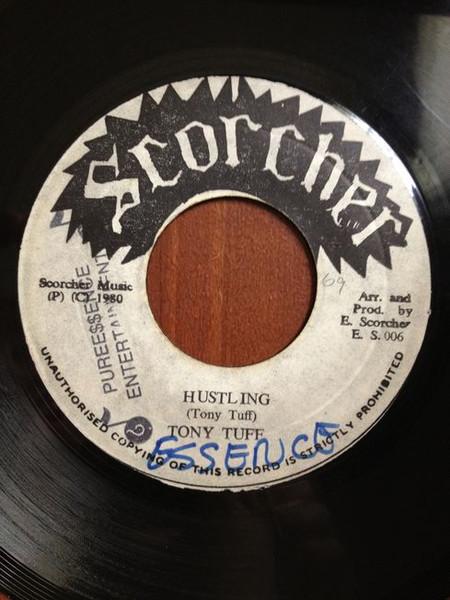 Scorcher
Scorcher Music
(P) (C) 1980
PUREESSENCE
ENTERTAINMENT
69
Arr. and
Prod. by
E. Scorcher
E. S. 006
HUSTLING
(Tony Tuff)
TONY TUFF
ESSENCE
UNAUTHORISED COPYING OF THIS RECORD IS STRICTLY PROHIBITED